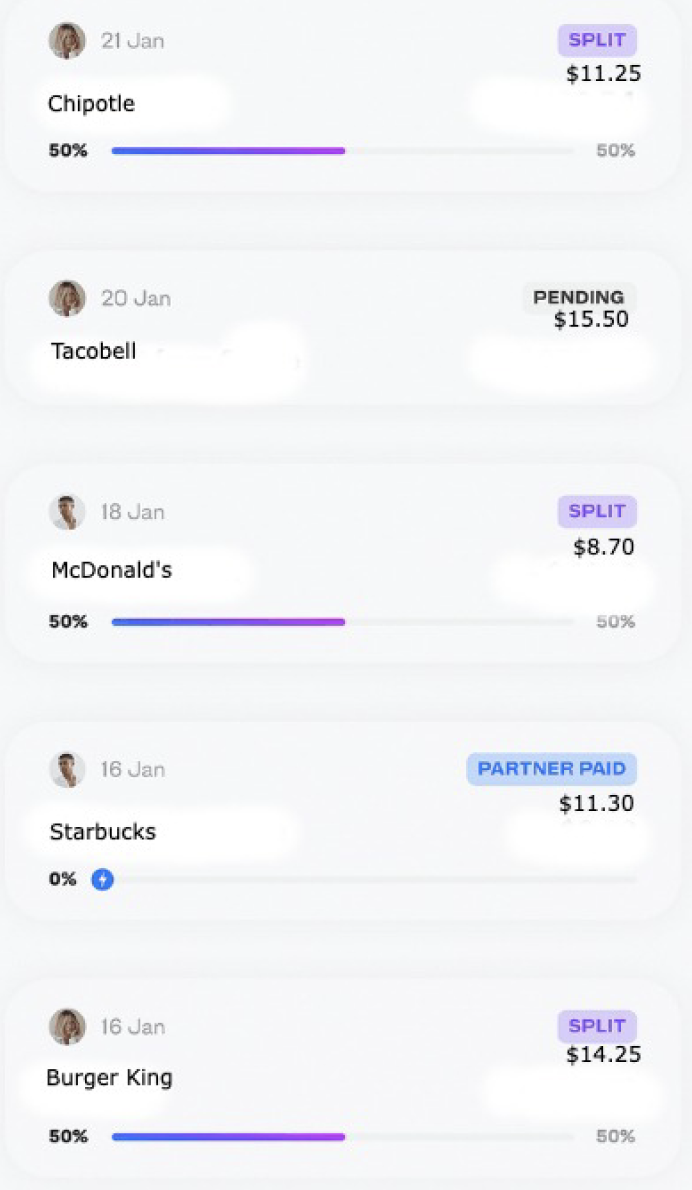 21 Jan SPLIT
$11.25
Chipotle
50% 50%
20 Jan PENDING
$15.50
Tacobell
18 Jan SPLIT
$8.70
McDonald's
50% 50%
16 Jan PARTNER PAID
$11.30
Starbucks
0%
16 Jan SPLIT
$14.25
Burger King
50% 50%